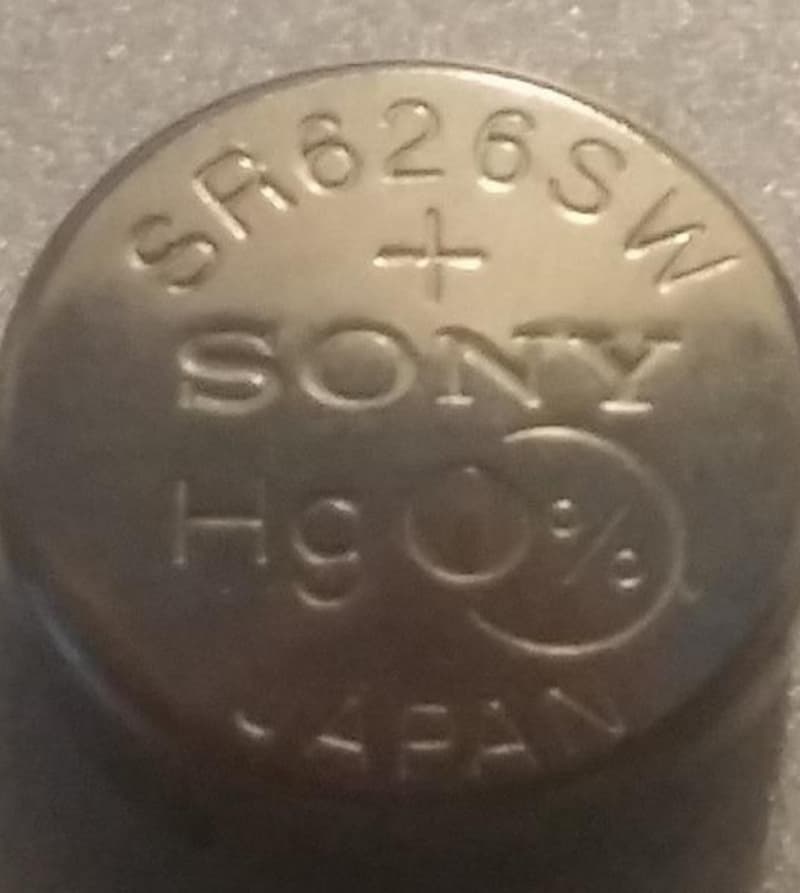 SR626SW
+
SONY
Hg 0%
JAPAN